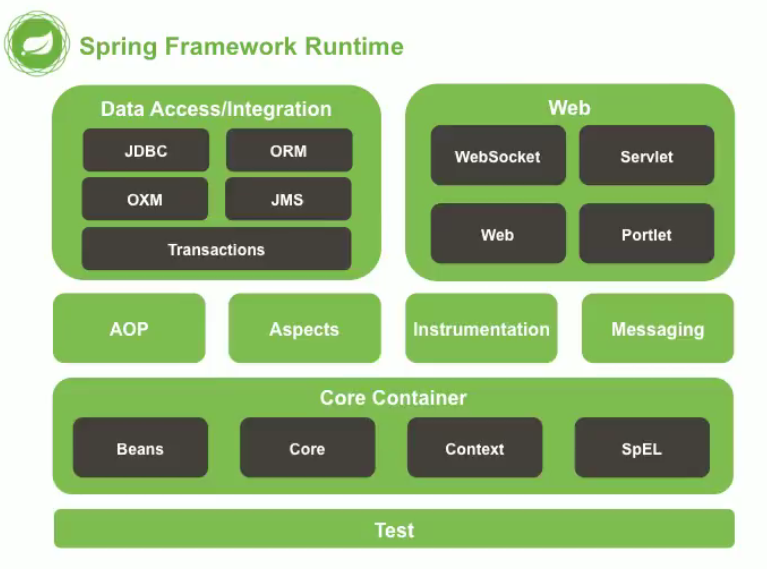 Spring Framework Runtime
Data Access/Integration
JDBC
ORM
OXM
JMS
Transactions
Web
WebSocket
Servlet
Web
Portlet
AOP
Aspects
Instrumentation
Messaging
Core Container
Beans
Core
Context
SpEL
Test